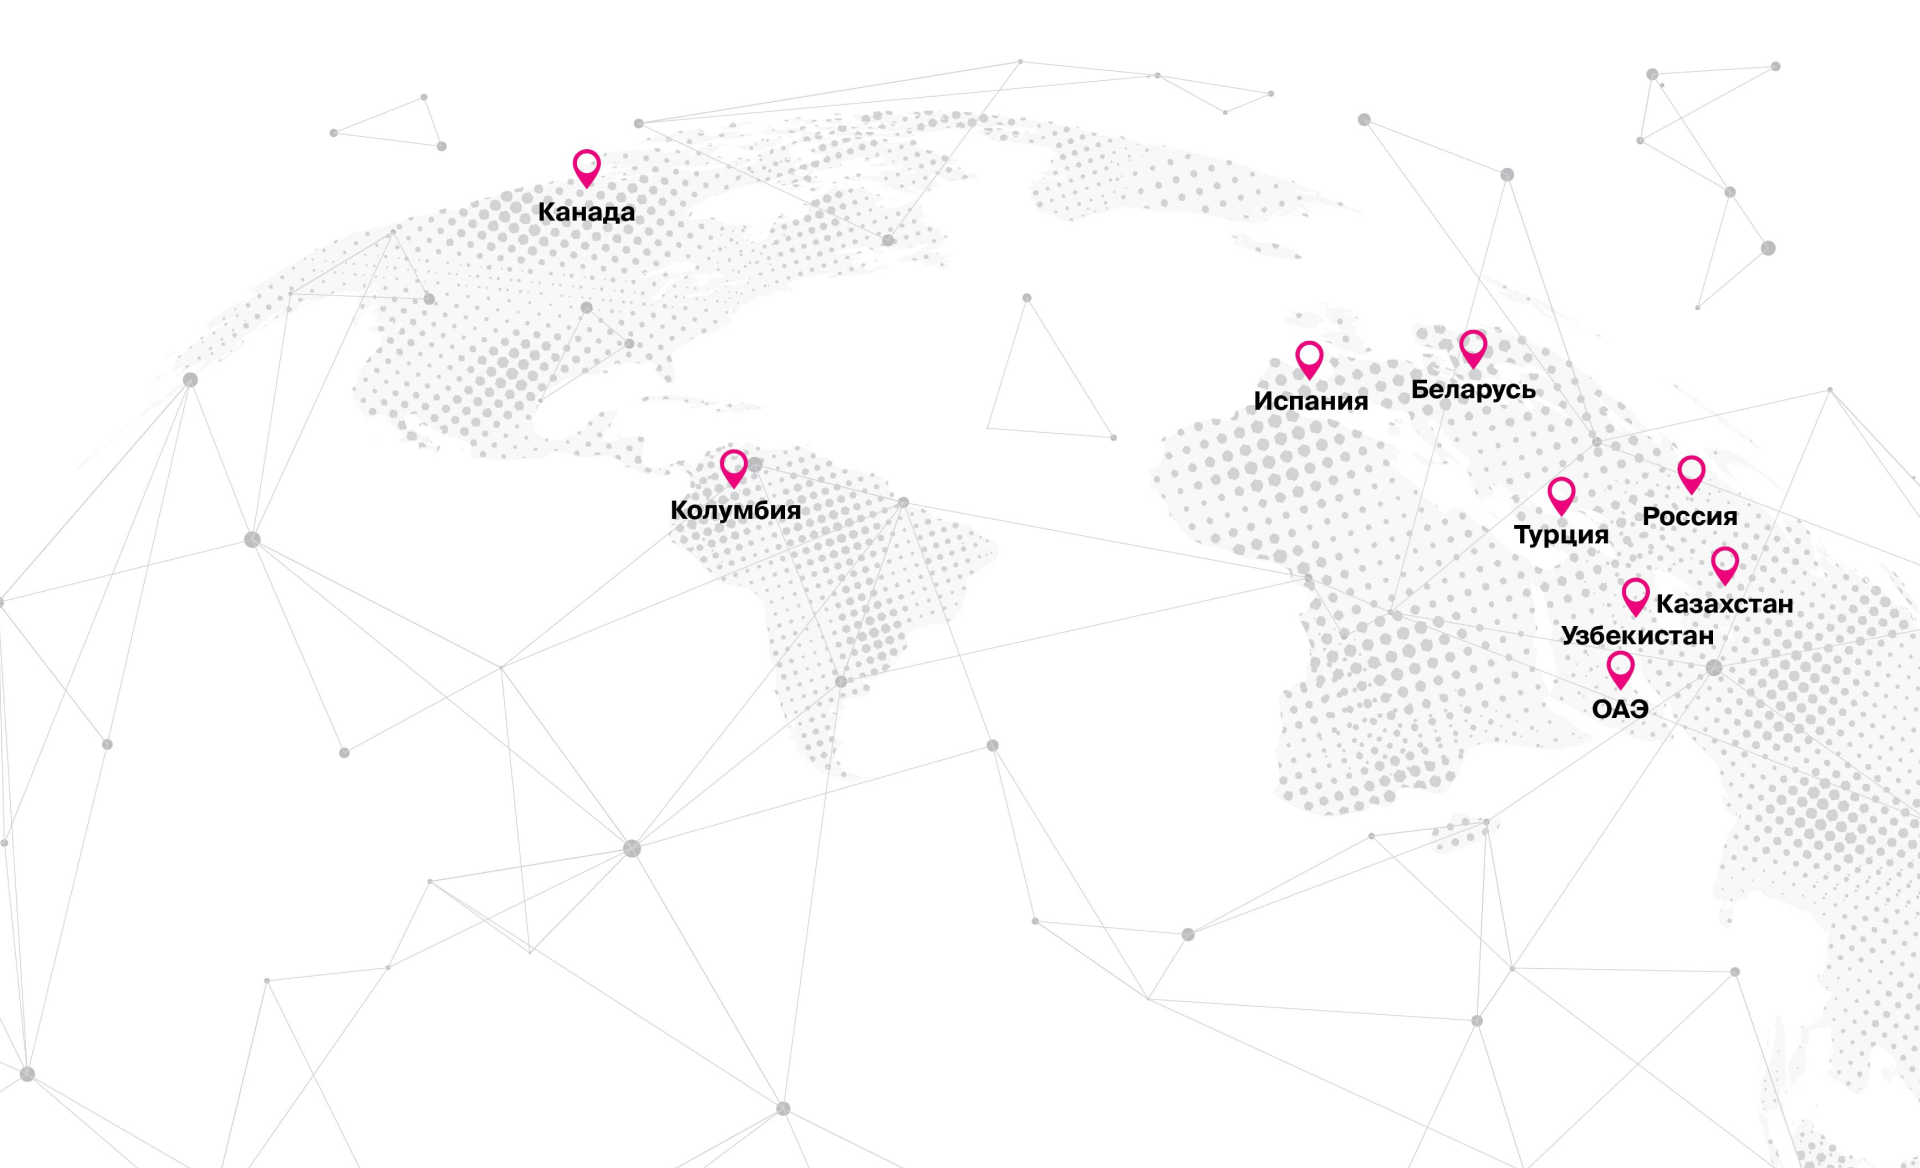 Канада
Беларусь
Испания
Колумбия
Россия
Турция
Казахстан
Узбекистан
ОАЭ